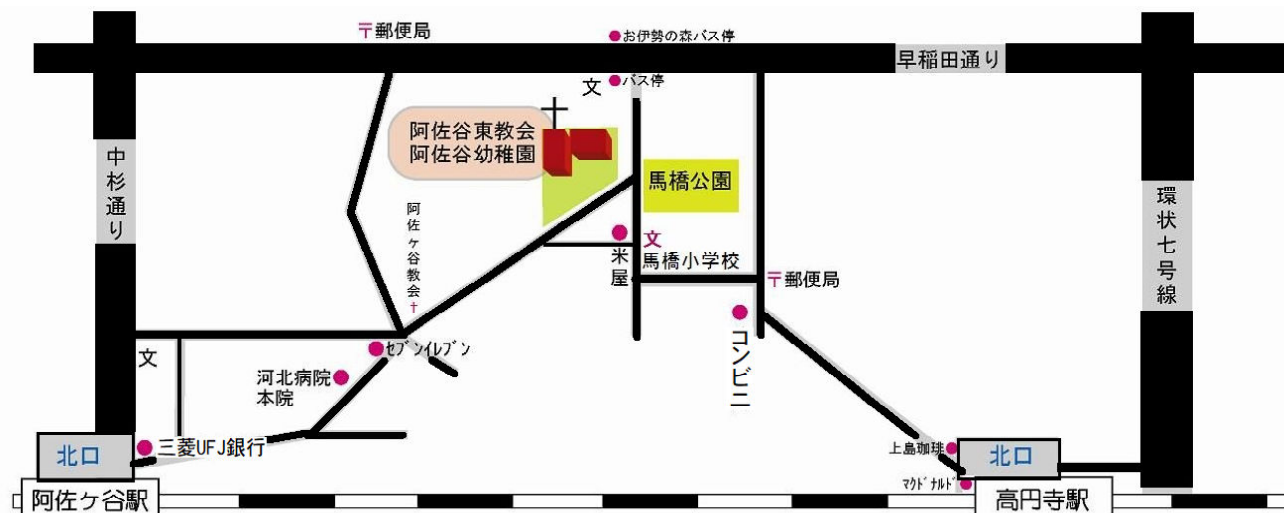 〒郵便局
お伊勢の森バス停
早稲田通り
文
バス停
阿佐谷東教会
阿佐谷幼稚園
中杉通り
馬橋公園
環状七号線
阿佐ヶ谷教会
米屋
文
馬橋小学校
〒郵便局
コンビニ
セブンイレブン
文
河北病院
本院
三菱UFJ銀行
北口
上島珈琲
北口
マクドナルド
阿佐ケ谷駅
高円寺駅